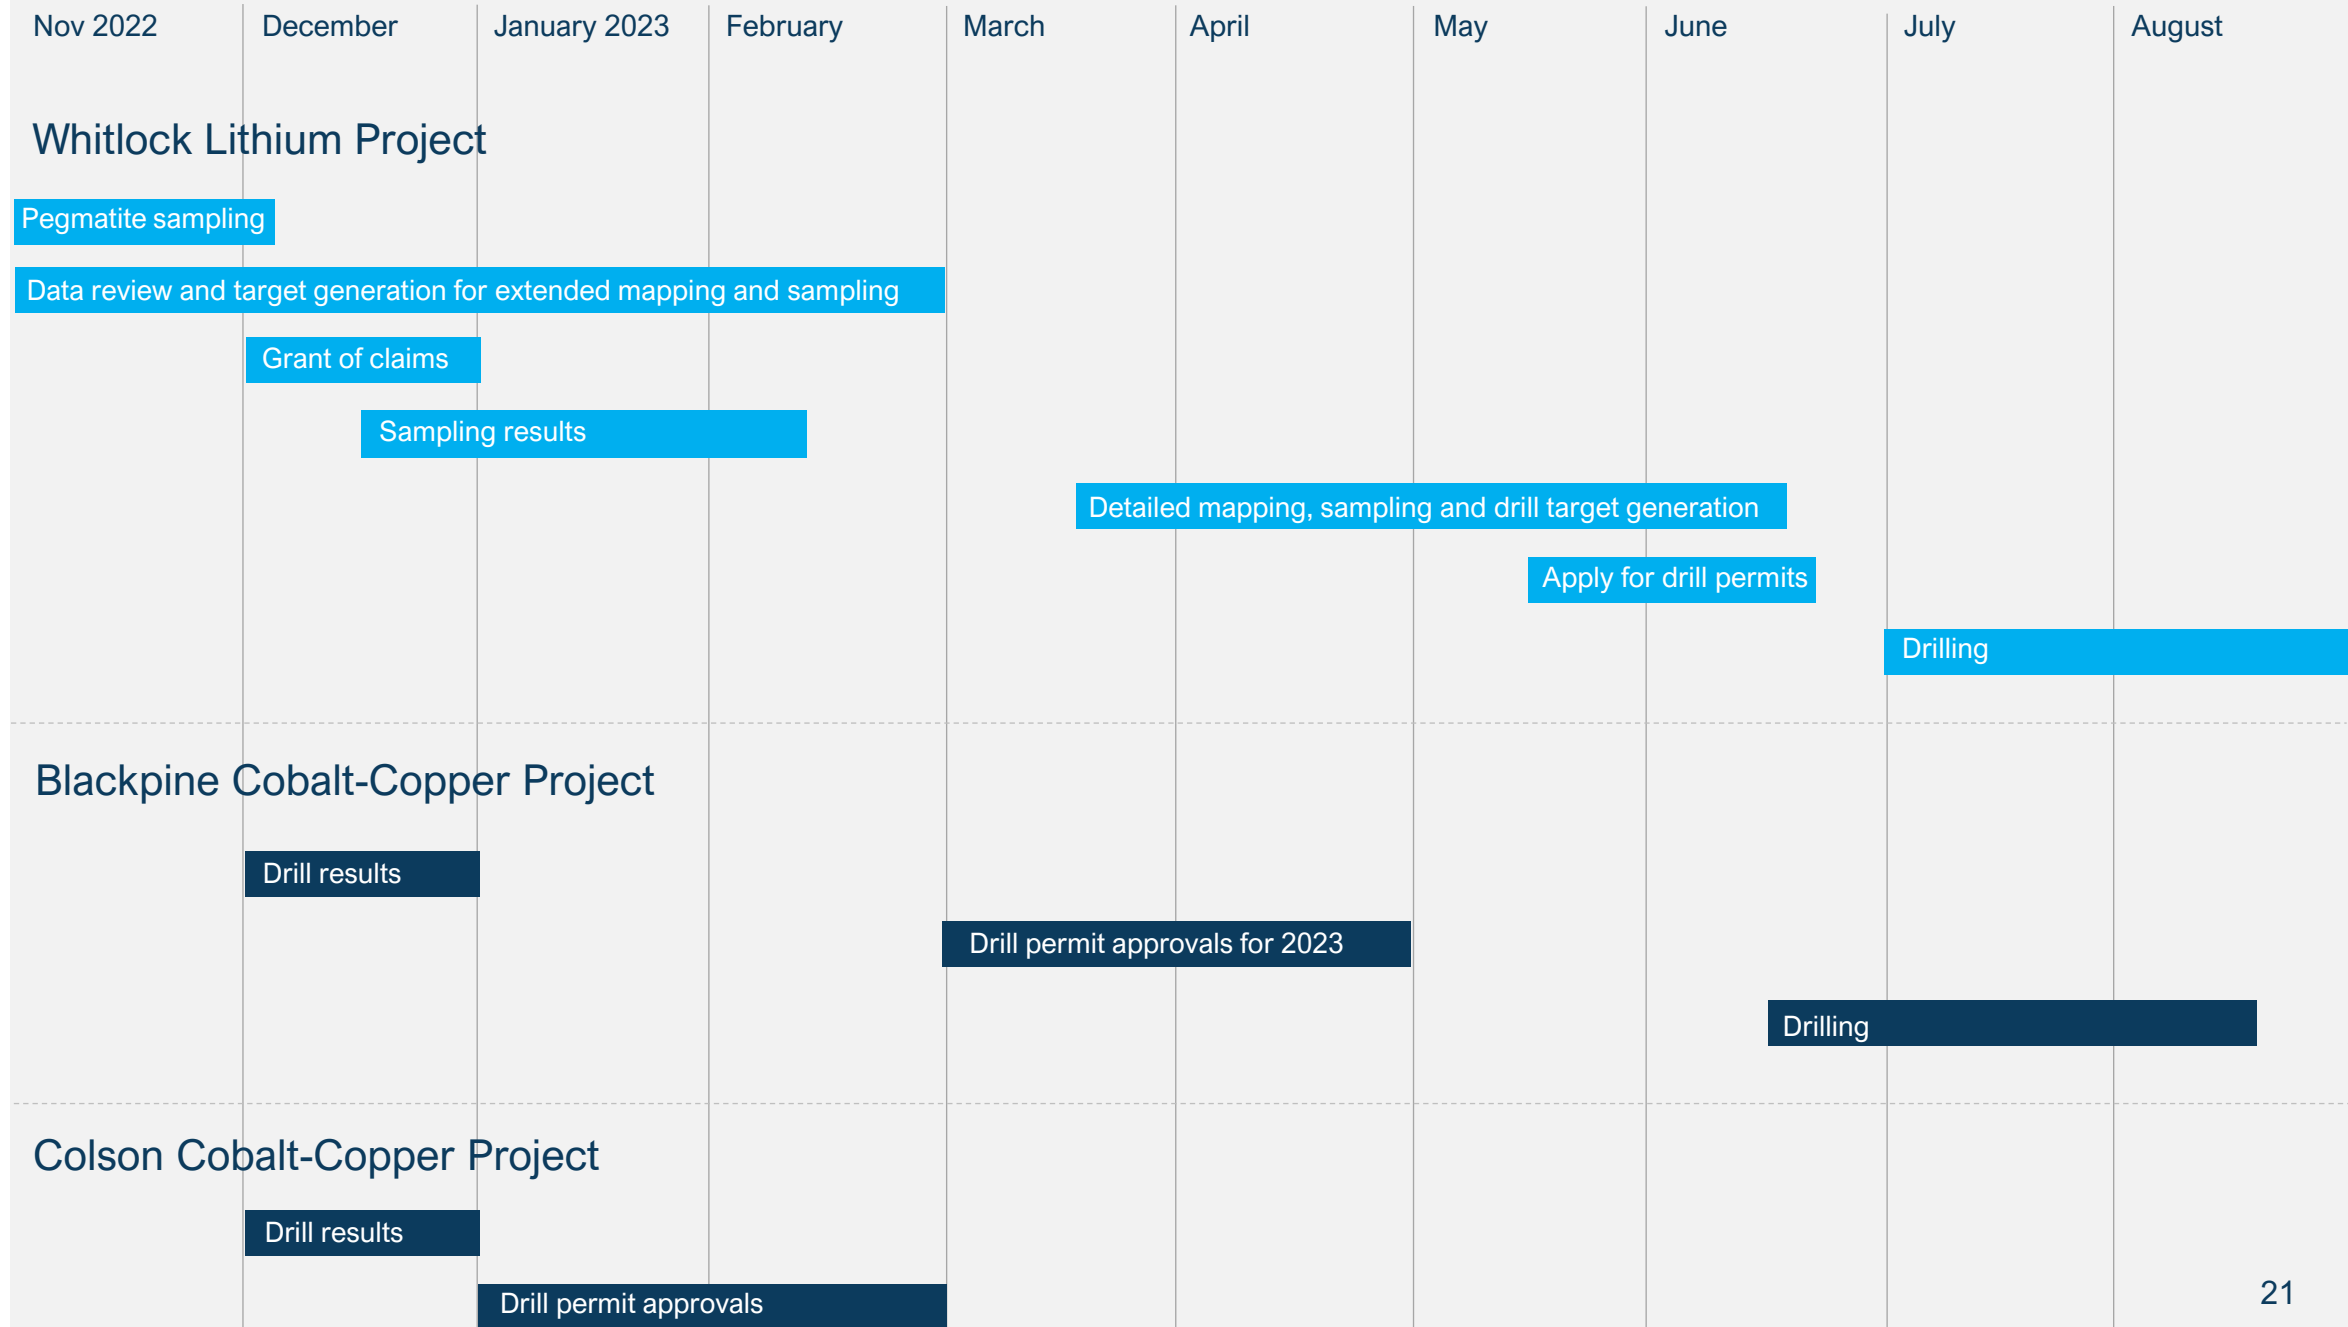 Nov 2022 December January 2023 February March April May June July August
Whitlock Lithium Project
Pegmatite sampling
Data review and target generation for extended mapping and sampling
Grant of claims
Sampling results
Detailed mapping, sampling and drill target generation
Apply for drill permits
Drilling
Blackpine Cobalt-Copper Project
Drill results
Drill permit approvals for 2023
Drilling
Colson Cobalt-Copper Project
Drill results
Drill permit approvals
21